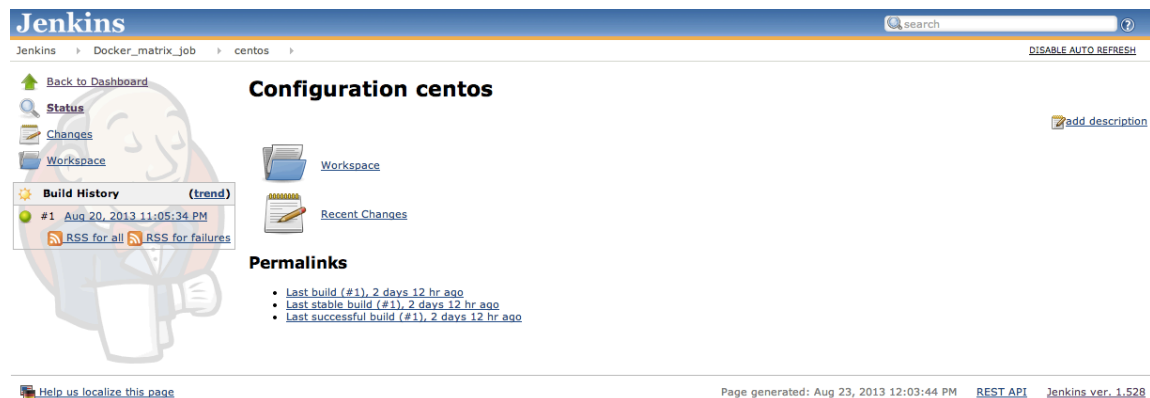 Jenkins
search
Jenkins Docker_matrix_job centos
DISABLE AUTO REFRESH
Back to Dashboard
Status
Changes
Workspace
Build History (trend)
#1 Aug 20, 2013 11:05:34 PM
RSS for all RSS for failures
Configuration centos
add description
Workspace
Recent Changes
Permalinks
Last build (#1), 2 days 12 hr ago
Last stable build (#1), 2 days 12 hr ago
Last successful build (#1), 2 days 12 hr ago
Help us localize this page
Page generated: Aug 23, 2013 12:03:44 PM REST API Jenkins ver. 1.528